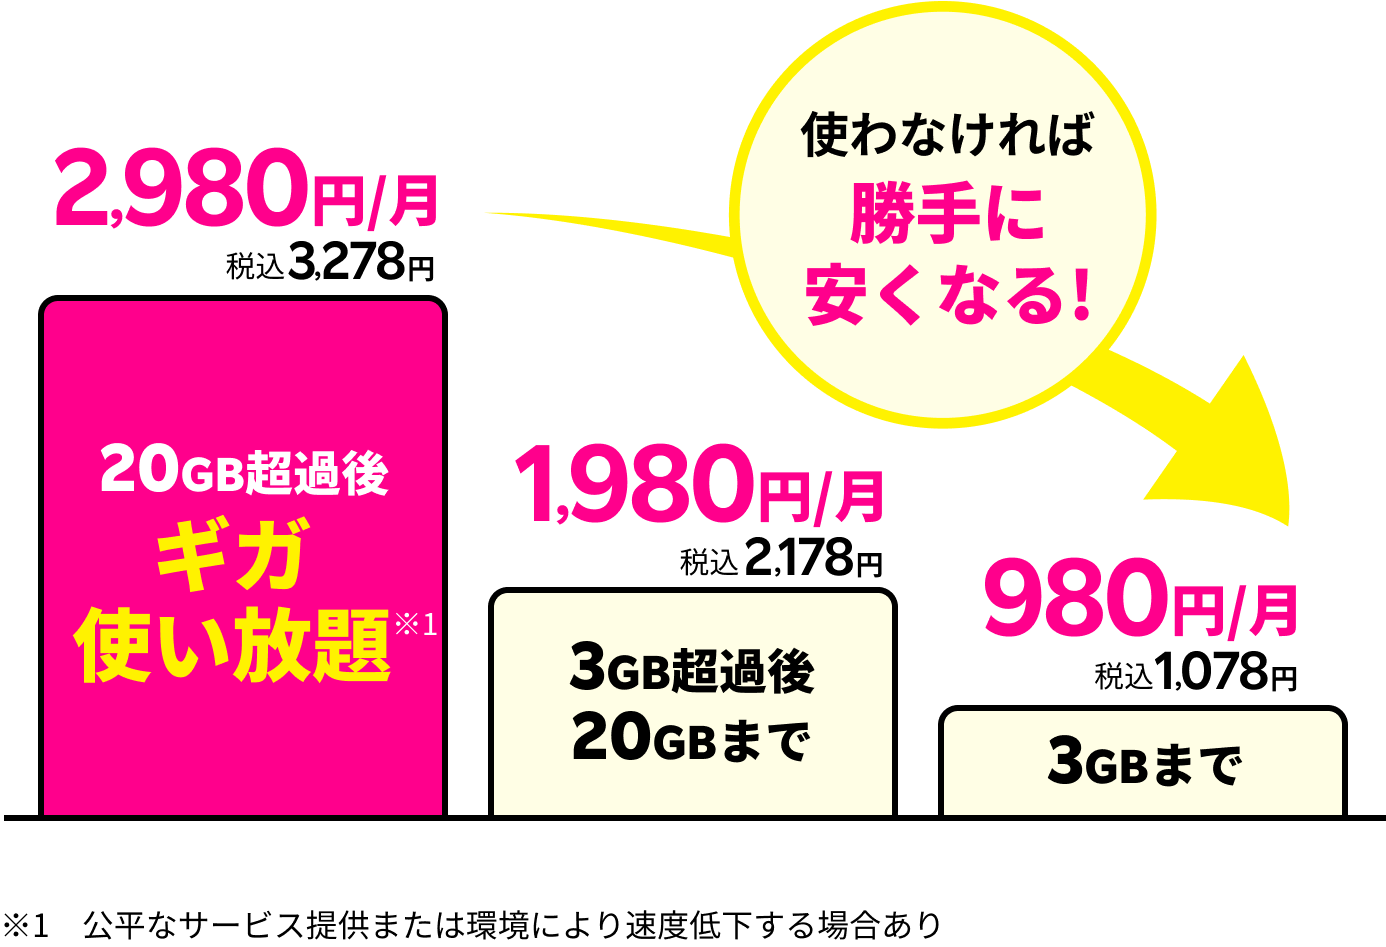 使わなければ
勝手に
安くなる!
2,980円/月
税込3,278円
20GB超過後
ギガ
使い放題※1
1,980円/月
税込2,178円
3GB超過後
20GBまで
980円/月
税込1,078円
3GBまで
※1　公平なサービス提供または環境により速度低下する場合あり